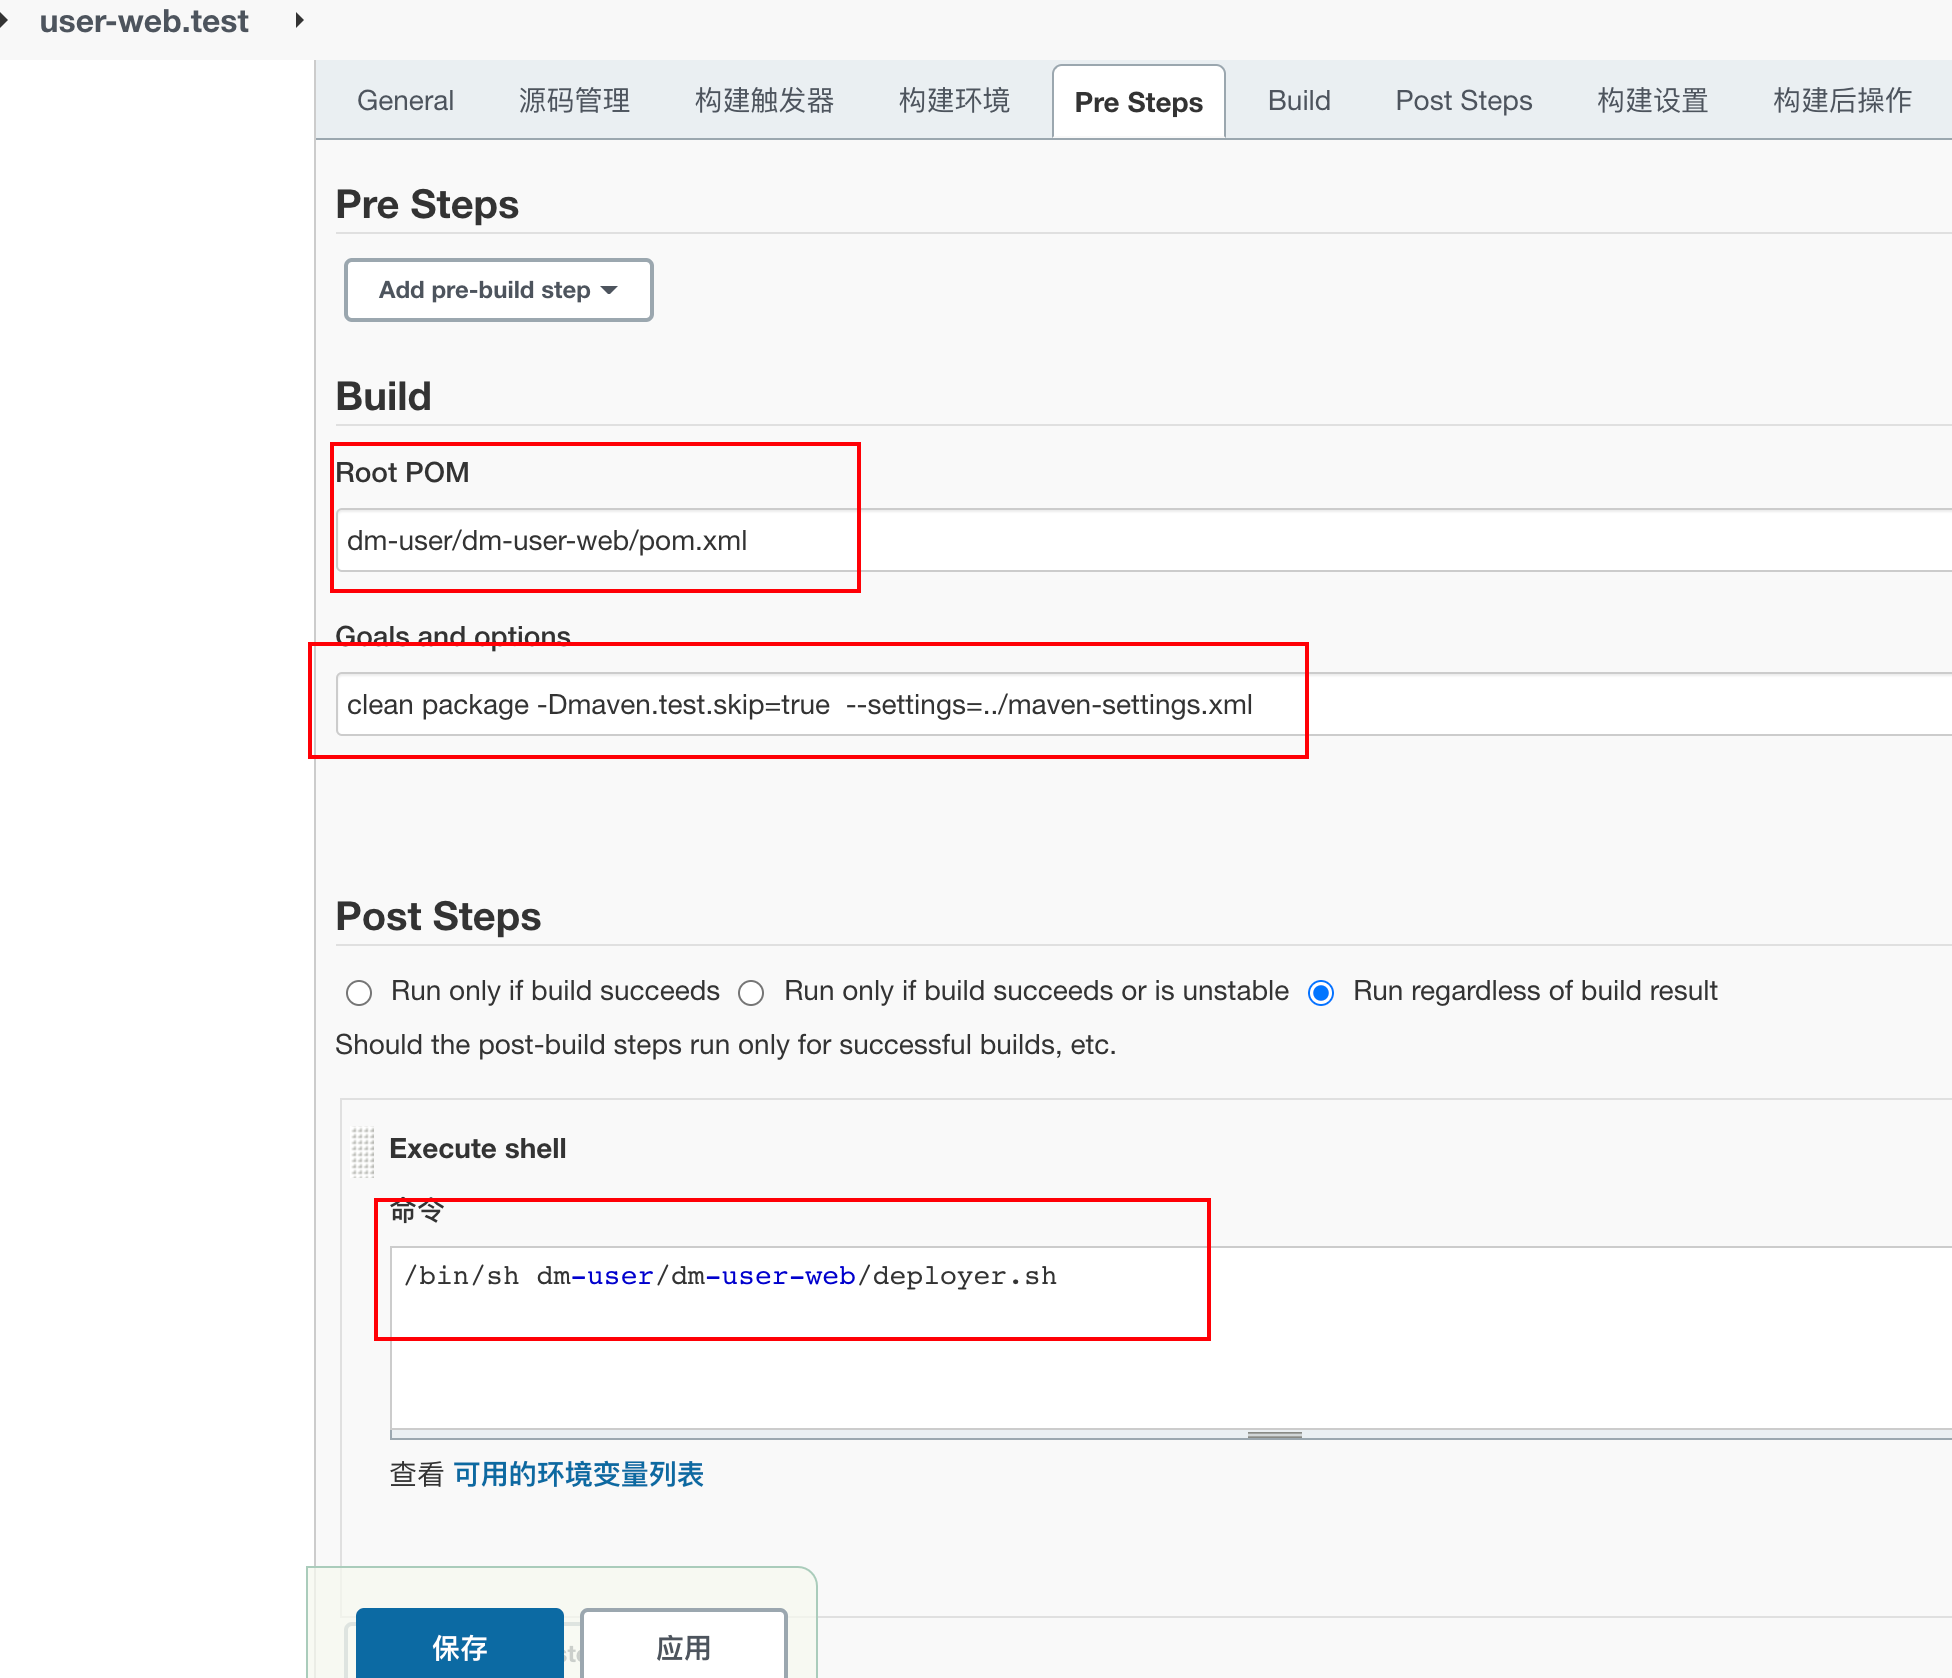 user-web.test
General 源码管理 构建触发器 构建环境 Pre Steps Build Post Steps 构建设置 构建后操作
Pre Steps
Add pre-build step
Build
Root POM
dm-user/dm-user-web/pom.xml
Goals and options
clean package -Dmaven.test.skip=true  --settings=../maven-settings.xml
Post Steps
Run only if build succeeds Run only if build succeeds or is unstable Run regardless of build result
Should the post-build steps run only for successful builds, etc.
Execute shell
命令
/bin/sh dm-user/dm-user-web/deployer.sh
查看 可用的环境变量列表
保存 应用